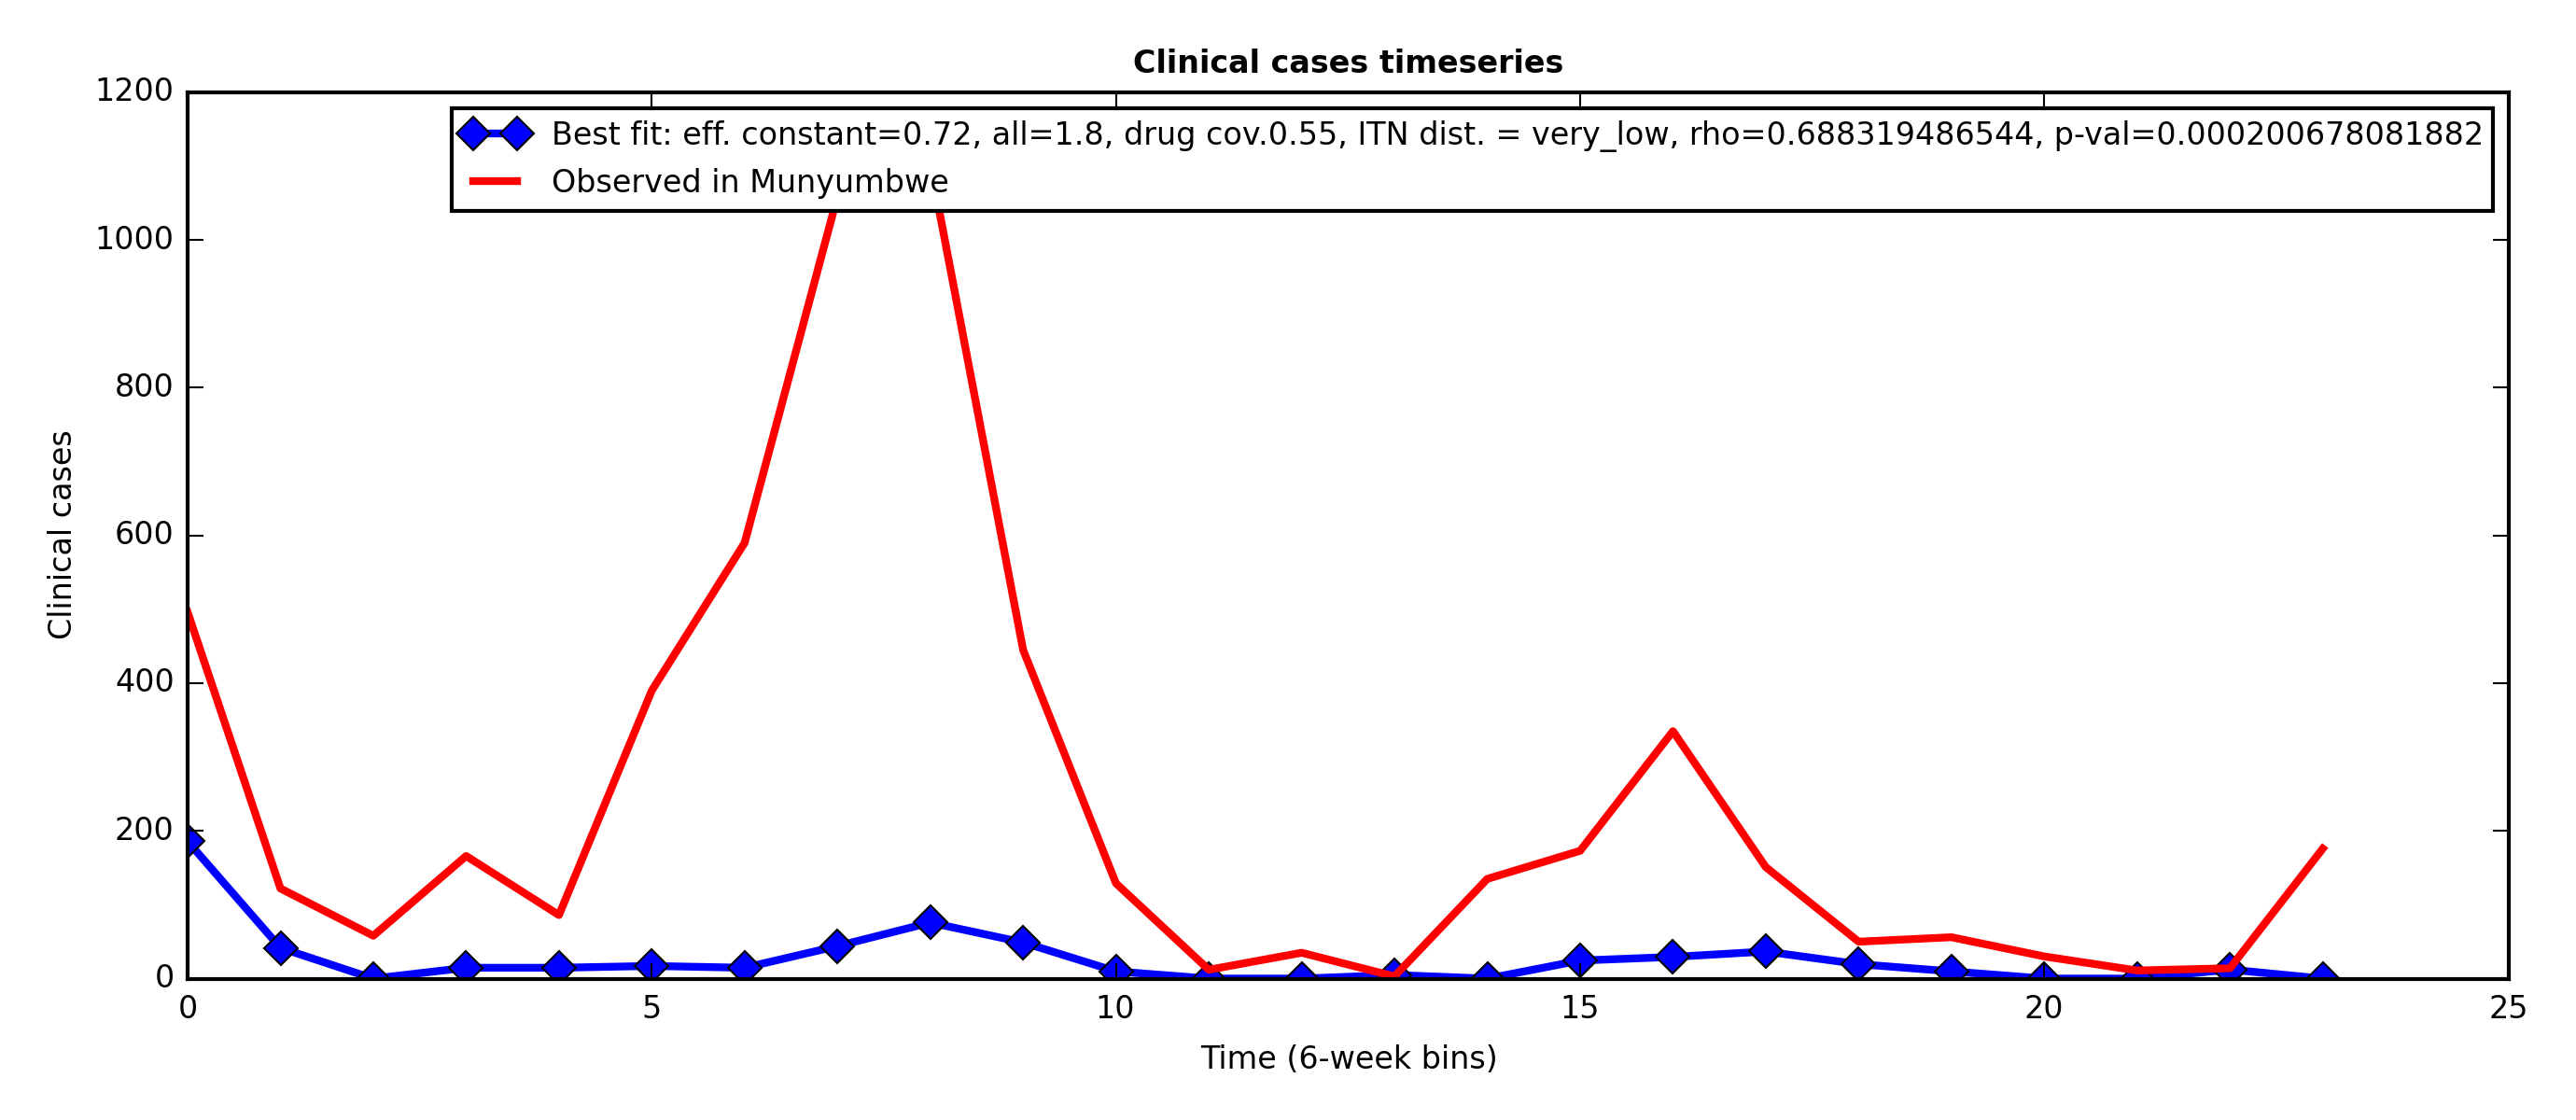 Clinical cases timeseries
Best fit: eff. constant=0.72, all=1.8, drug cov.0.55, ITN dist. = very_low, rho=0.688319486544, p-val=0.000200678081882
Observed in Munyumbwe
1200
1000
800
600
400
200
0
Clinical cases
0 5 10 15 20 25
Time (6-week bins)